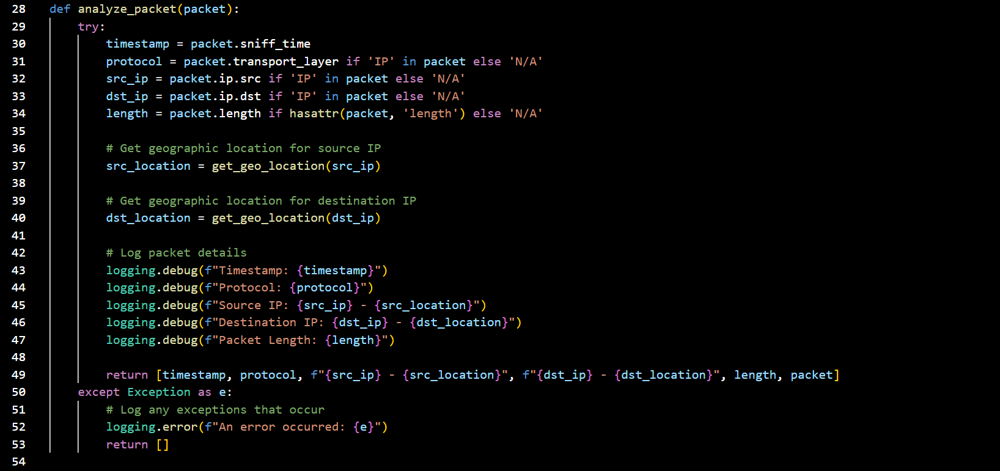 28 def analyze_packet(packet):
29     try:
30         timestamp = packet.sniff_time
31         protocol = packet.transport_layer if 'IP' in packet else 'N/A'
32         src_ip = packet.ip.src if 'IP' in packet else 'N/A'
33         dst_ip = packet.ip.dst if 'IP' in packet else 'N/A'
34         length = packet.length if hasattr(packet, 'length') else 'N/A'
35
36         # Get geographic location for source IP
37         src_location = get_geo_location(src_ip)
38
39         # Get geographic location for destination IP
40         dst_location = get_geo_location(dst_ip)
41
42         # Log packet details
43         logging.debug(f"Timestamp: {timestamp}")
44         logging.debug(f"Protocol: {protocol}")
45         logging.debug(f"Source IP: {src_ip} - {src_location}")
46         logging.debug(f"Destination IP: {dst_ip} - {dst_location}")
47         logging.debug(f"Packet Length: {length}")
48
49         return [timestamp, protocol, f"{src_ip} - {src_location}", f"{dst_ip} - {dst_location}", length, packet]
50     except Exception as e:
51         # Log any exceptions that occur
52         logging.error(f"An error occurred: {e}")
53         return []
54